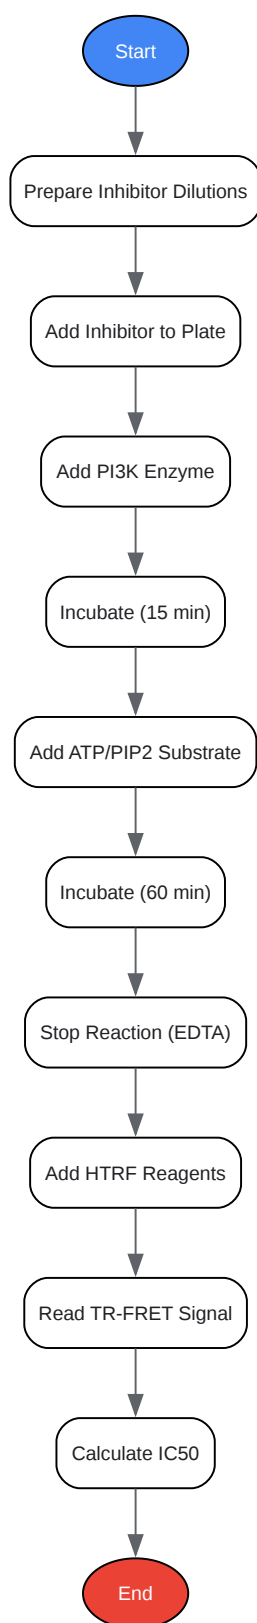 Start
Prepare Inhibitor Dilutions
Add Inhibitor to Plate
Add PI3K Enzyme
Incubate (15 min)
Add ATP/PIP2 Substrate
Incubate (60 min)
Stop Reaction (EDTA)
Add HTRF Reagents
Read TR-FRET Signal
Calculate IC50
End